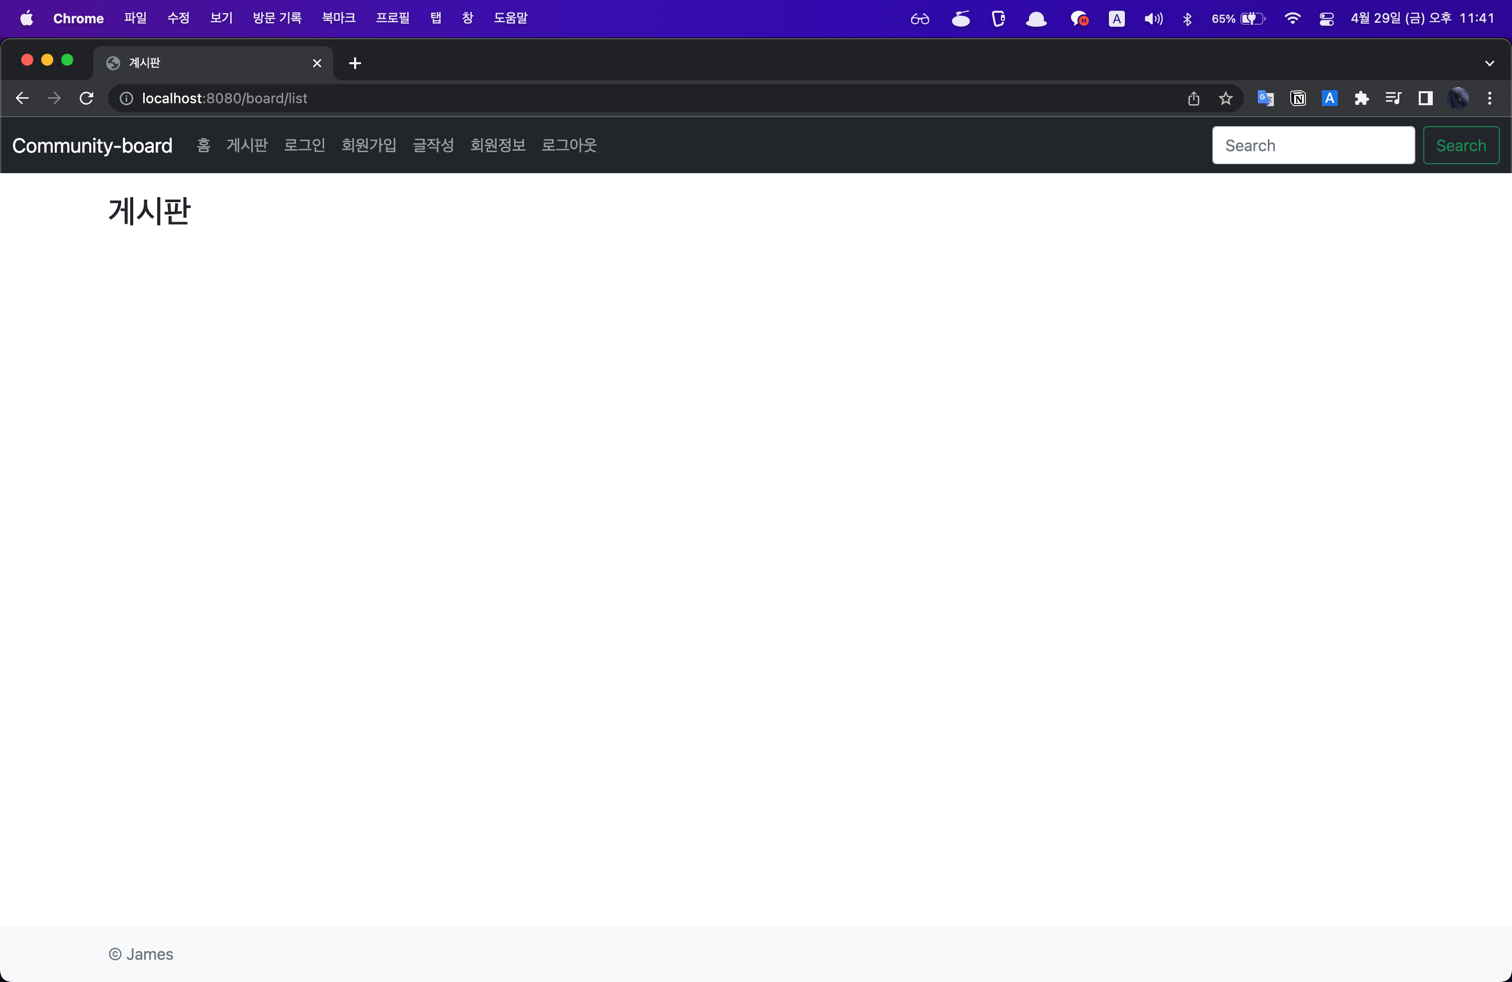 Chrome 파일 수정 보기 방문 기록 북마크 프로필 탭 창 도움말 A 65% 4월 29일 (금) 오후 11:41
게시판
localhost:8080/board/list
Community-board 홈 게시판 로그인 회원가입 글작성 회원정보 로그아웃 Search Search
게시판
© James